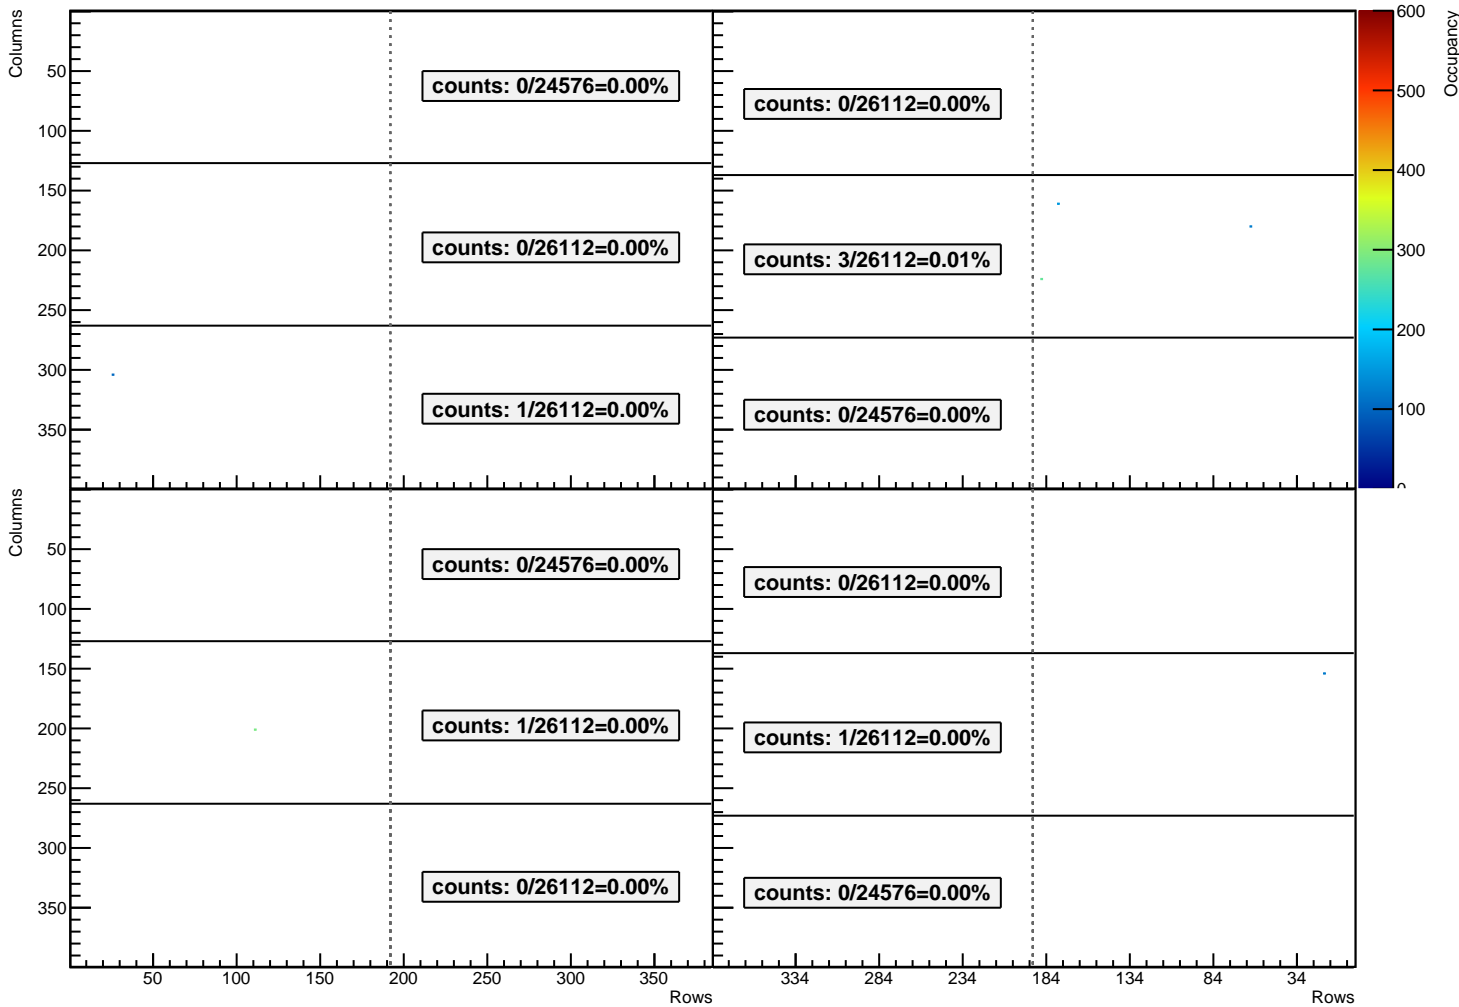 Columns
50
100
150
200
250
300
350
counts: 0/24576=0.00%
counts: 0/26112=0.00%
counts: 1/26112=0.00%
counts: 0/26112=0.00%
counts: 3/26112=0.01%
counts: 0/24576=0.00%
600
500
400
300
200
100
0
Occupancy
Columns
50
100
150
200
250
300
350
counts: 0/24576=0.00%
counts: 1/26112=0.00%
counts: 0/26112=0.00%
counts: 0/26112=0.00%
counts: 1/26112=0.00%
counts: 0/24576=0.00%
50 100 150 200 250 300 350
Rows
334 284 234 184 134 84 34
Rows